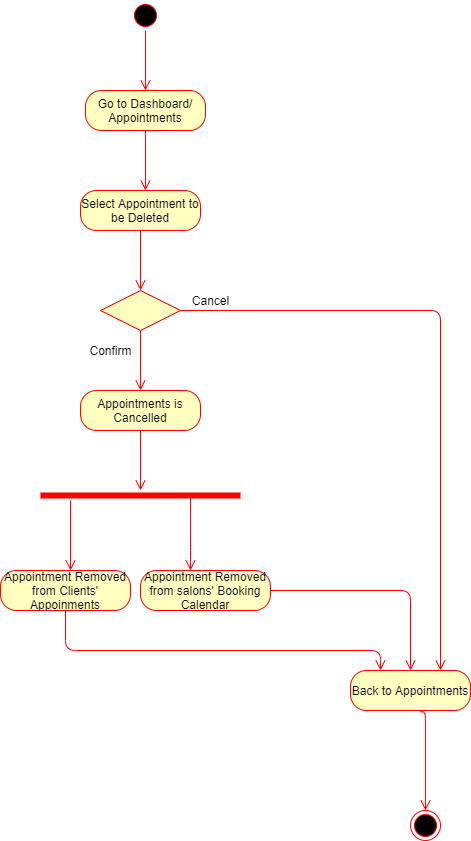 Go to Dashboard/
Appointments
Select Appointment to
be Deleted
Cancel
Confirm
Appointments is
Cancelled
Appointment Removed
from Clients'
Appoinments
Appointment Removed
from salons' Booking
Calendar
Back to Appointments